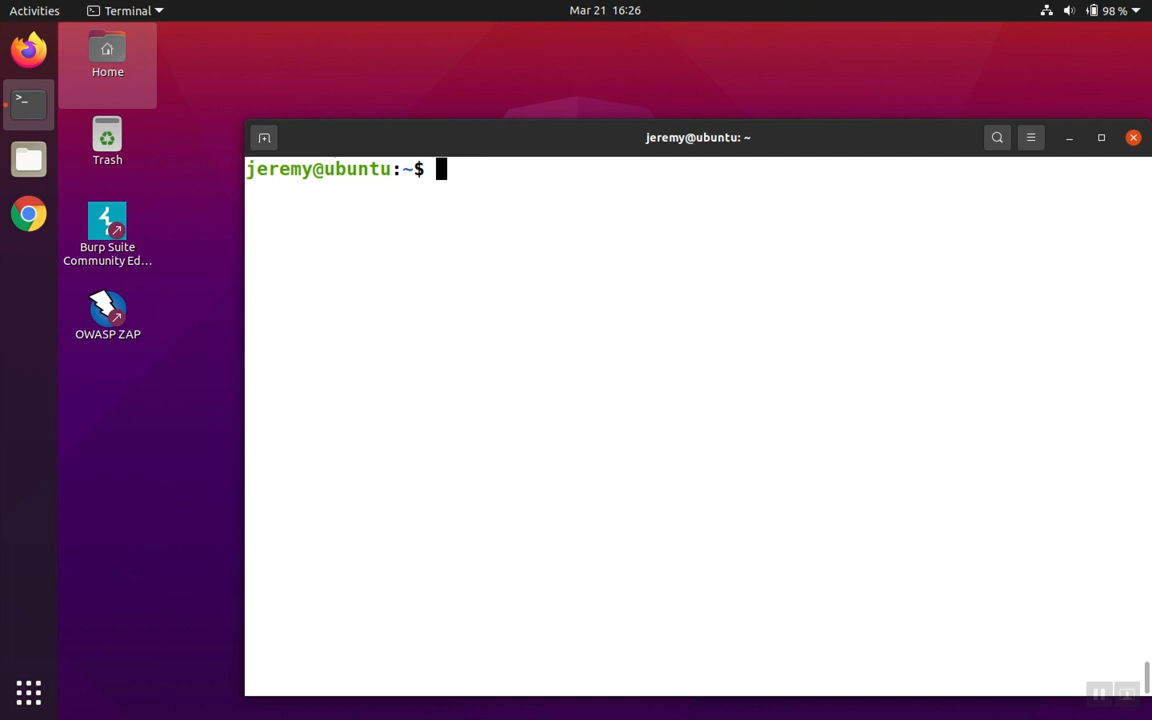 Activities
Terminal
Mar 21 16:26
98 %
Home
Trash
Burp Suite
Community Ed…
OWASP ZAP
jeremy@ubuntu: ~
jeremy@ubuntu:~$